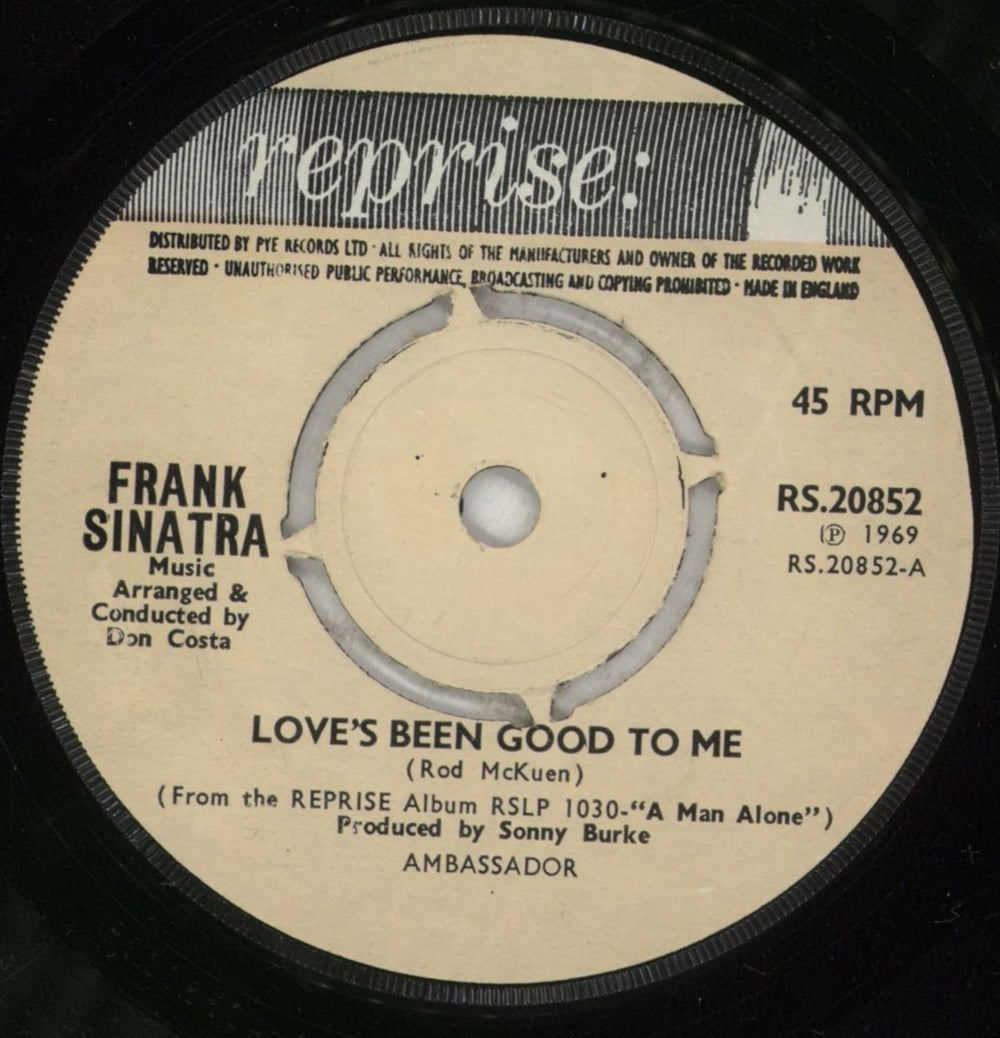 reprise:
DISTRIBUTED BY PYE RECORDS LTD · ALL RIGHTS OF THE MANUFACTURERS AND OWNER OF THE RECORDED WORK
RESERVED · UNAUTHORISED PUBLIC PERFORMANCE, BROADCASTING AND COPYING PROHIBITED · MADE IN ENGLAND
45 RPM
FRANK
SINATRA
Music
Arranged &
Conducted by
Don Costa
RS.20852
Ⓟ 1969
RS.20852-A
LOVE'S BEEN GOOD TO ME
(Rod McKuen)
(From the REPRISE Album RSLP 1030-"A Man Alone")
Produced by Sonny Burke
AMBASSADOR